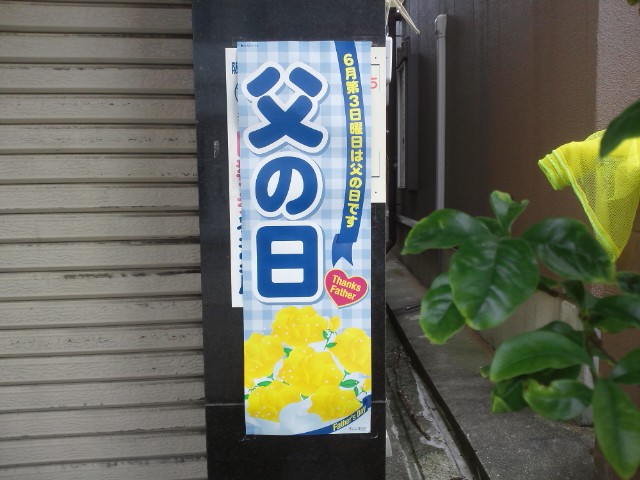 父の日
6月第3日曜日は父の日です
Thanks
Father
Father's Day